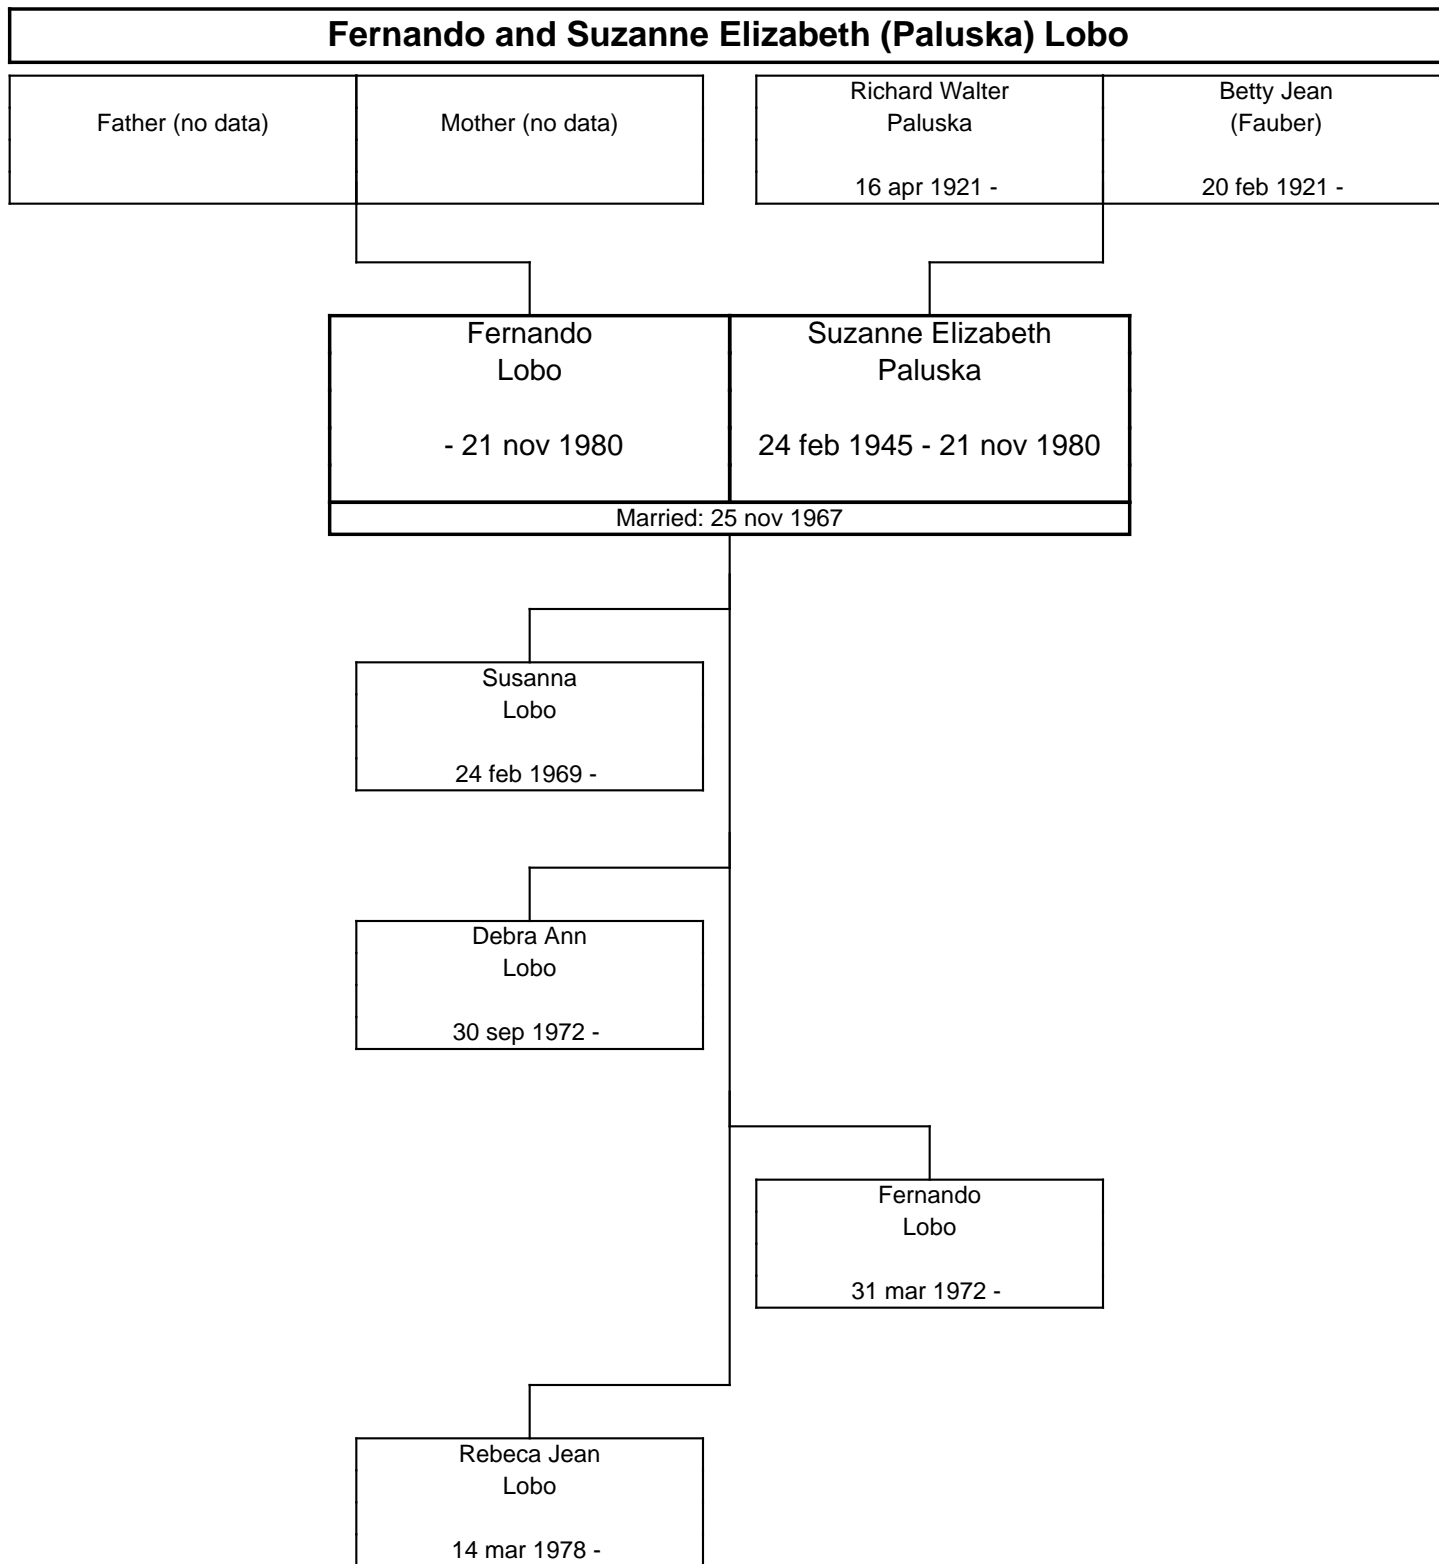 Fernando and Suzanne Elizabeth (Paluska) Lobo
Father (no data)
Mother (no data)
Richard Walter
Paluska
16 apr 1921 -
Betty Jean
(Fauber)
20 feb 1921 -
Fernando
Lobo
- 21 nov 1980
Suzanne Elizabeth
Paluska
24 feb 1945 - 21 nov 1980
Married: 25 nov 1967
Susanna
Lobo
24 feb 1969 -
Debra Ann
Lobo
30 sep 1972 -
Fernando
Lobo
31 mar 1972 -
Rebeca Jean
Lobo
14 mar 1978 -